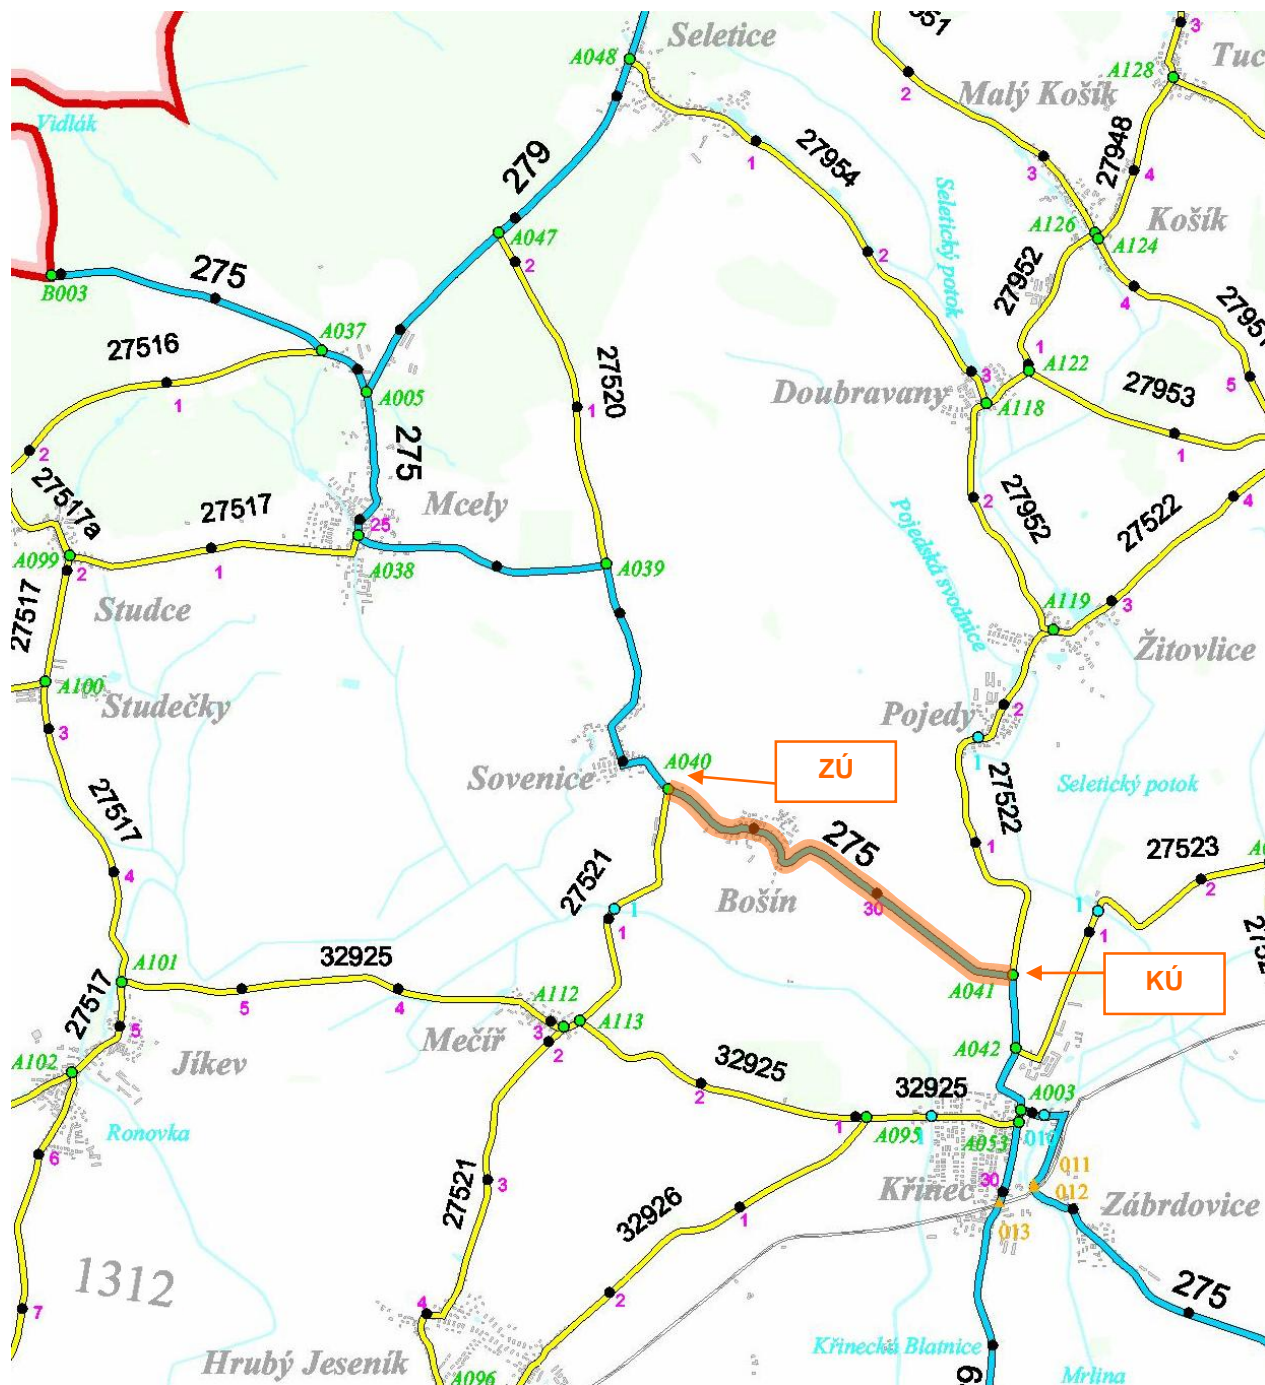 Seletice
A048
Malý Košík
A128
Tuc
Vidlák
279
27954
27948
Košík
Seletický potok
A126
A124
A047
27952
275
B003
A037
27516
27520
27951
A122
27953
Doubravany
A118
A005
275
Mcely
27517a
27517
25
27952
27522
Pojedská svodnice
A099
A038
A039
27517
Studce
A119
Žitovlice
A100
Studečky
Pojedy
Sovenice
A040
ZÚ
27522
Seletický potok
275
27523
27517
27521
Bošín
30
A101
32925
A041
KÚ
A112
A113
27517
Mečíř
A042
A102
Jíkev
32925
32925
A003
Ronovka
A095
A053
011
012
Křinec
30
013
Zábrdovice
27521
32926
1312
275
Křinecká Blatnice
Hrubý Jeseník
A096
Mrlina